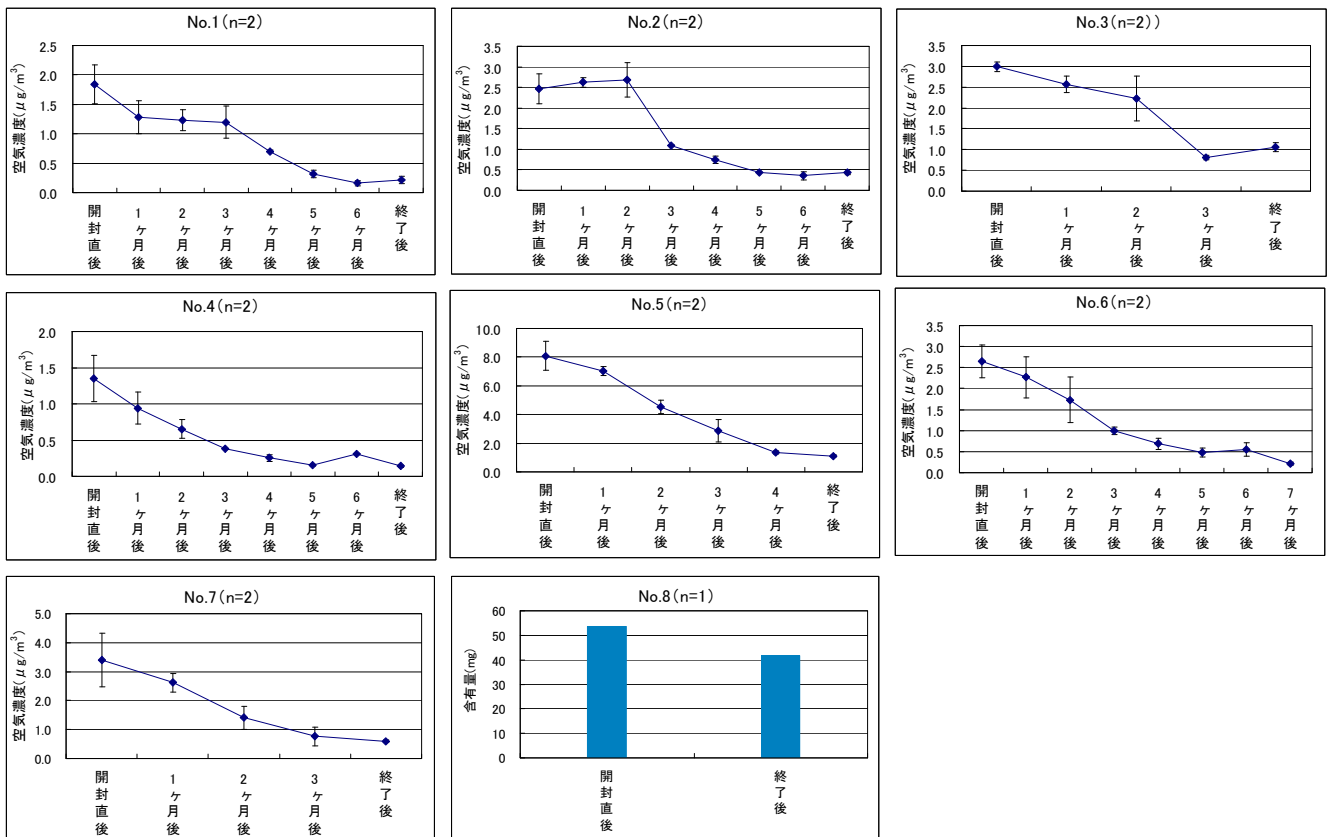 No.1(n=2)
空気濃度(μg/m³)
2.5
2.0
1.5
1.0
0.5
0.0
開封直後
1ヶ月後
2ヶ月後
3ヶ月後
4ヶ月後
5ヶ月後
6ヶ月後
終了後
No.2(n=2)
空気濃度(μg/m³)
3.5
3.0
2.5
2.0
1.5
1.0
0.5
0.0
開封直後
1ヶ月後
2ヶ月後
3ヶ月後
4ヶ月後
5ヶ月後
6ヶ月後
終了後
No.3(n=2))
空気濃度(μg/m³)
3.5
3.0
2.5
2.0
1.5
1.0
0.5
0.0
開封直後
1ヶ月後
2ヶ月後
3ヶ月後
終了後
No.4(n=2)
空気濃度(μg/m³)
2.0
1.5
1.0
0.5
0.0
開封直後
1ヶ月後
2ヶ月後
3ヶ月後
4ヶ月後
5ヶ月後
6ヶ月後
終了後
No.5(n=2)
空気濃度(μg/m³)
10.0
8.0
6.0
4.0
2.0
0.0
開封直後
1ヶ月後
2ヶ月後
3ヶ月後
4ヶ月後
終了後
No.6(n=2)
空気濃度(μg/m³)
3.5
3.0
2.5
2.0
1.5
1.0
0.5
0.0
開封直後
1ヶ月後
2ヶ月後
3ヶ月後
4ヶ月後
5ヶ月後
6ヶ月後
7ヶ月後
No.7(n=2)
空気濃度(μg/m³)
5.0
4.0
3.0
2.0
1.0
0.0
開封直後
1ヶ月後
2ヶ月後
3ヶ月後
終了後
No.8(n=1)
含有量(mg)
60
50
40
30
20
10
0
開封直後
終了後